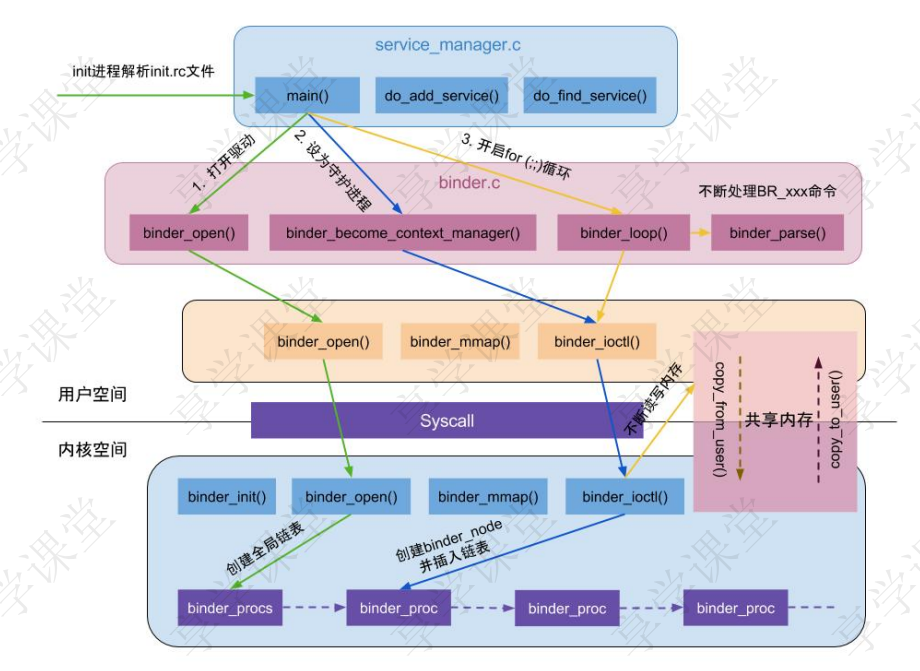 service_manager.c
init进程解析init.rc文件
main()
do_add_service()
do_find_service()
1. 打开驱动
2. 设为守护进程
3. 开启for (;;)循环
binder.c
不断处理BR_xxx命令
binder_open()
binder_become_context_manager()
binder_loop()
binder_parse()
binder_open()
binder_mmap()
binder_ioctl()
不断读写内存
copy_from_user()
共享内存
copy_to_user()
用户空间
Syscall
内核空间
binder_init()
binder_open()
binder_mmap()
binder_ioctl()
创建全局链表
创建binder_node
并插入链表
binder_procs
binder_proc
binder_proc
binder_proc
享学课堂